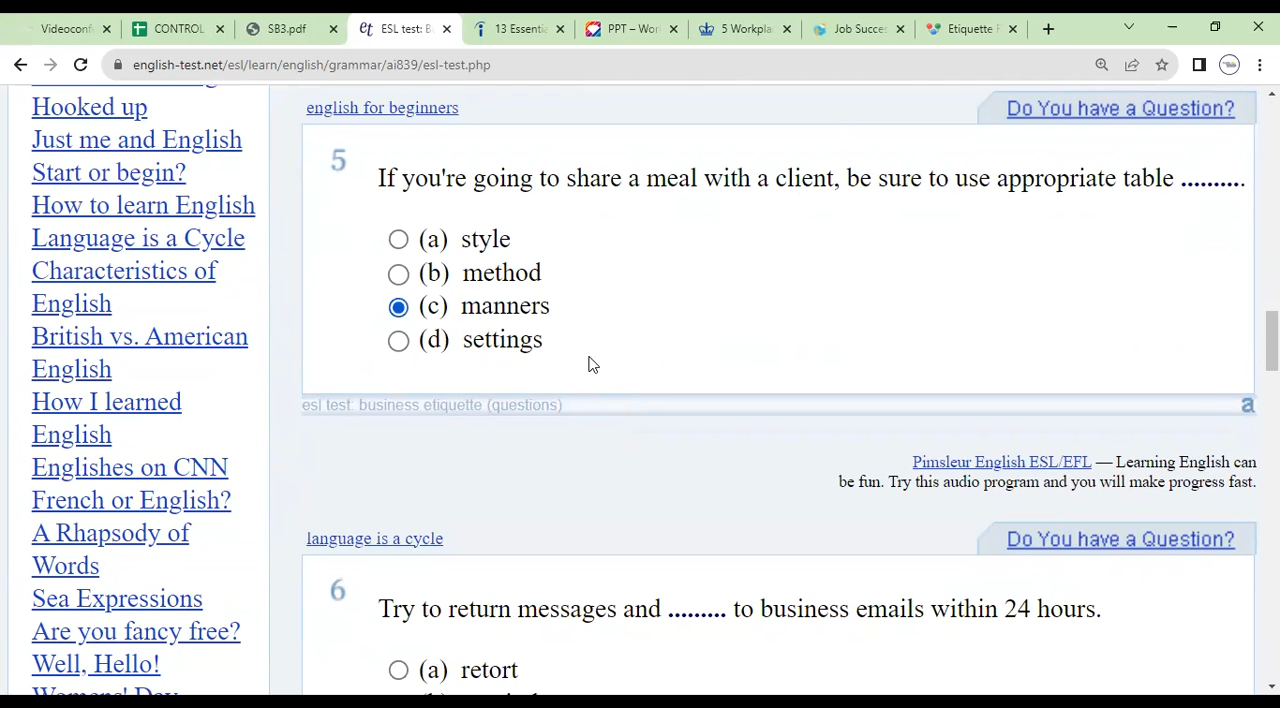 Videoconf
CONTROL
SB3.pdf
ESL test: B
13 Essenti
PPT – Wor
5 Workpla
Job Succe
Etiquette
english-test.net/esl/learn/english/grammar/ai839/esl-test.php
Hooked up
Just me and English
Start or begin?
How to learn English
Language is a Cycle
Characteristics of
English
British vs. American
English
How I learned
English
Englishes on CNN
French or English?
A Rhapsody of
Words
Sea Expressions
Are you fancy free?
Well, Hello!
Womens' Day
english for beginners
Do You have a Question?
5
If you're going to share a meal with a client, be sure to use appropriate table ..........
(a) style
(b) method
(c) manners
(d) settings
esl test: business etiquette (questions)
a
Pimsleur English ESL/EFL — Learning English can
be fun. Try this audio program and you will make progress fast.
language is a cycle
Do You have a Question?
6
Try to return messages and ......... to business emails within 24 hours.
(a) retort